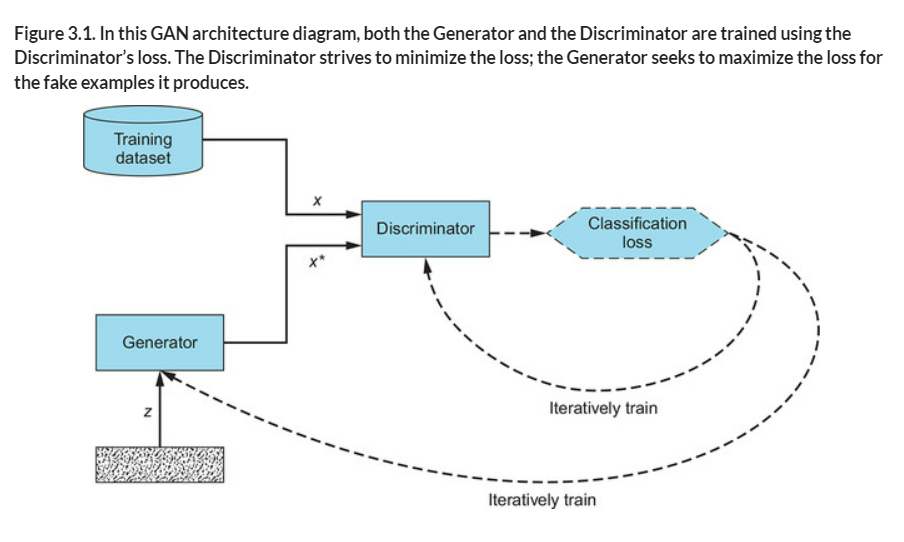 Figure 3.1. In this GAN architecture diagram, both the Generator and the Discriminator are trained using the
Discriminator’s loss. The Discriminator strives to minimize the loss; the Generator seeks to maximize the loss for
the fake examples it produces.
Training
dataset
x
Discriminator
Classification
loss
x*
Generator
Iteratively train
z
Iteratively train